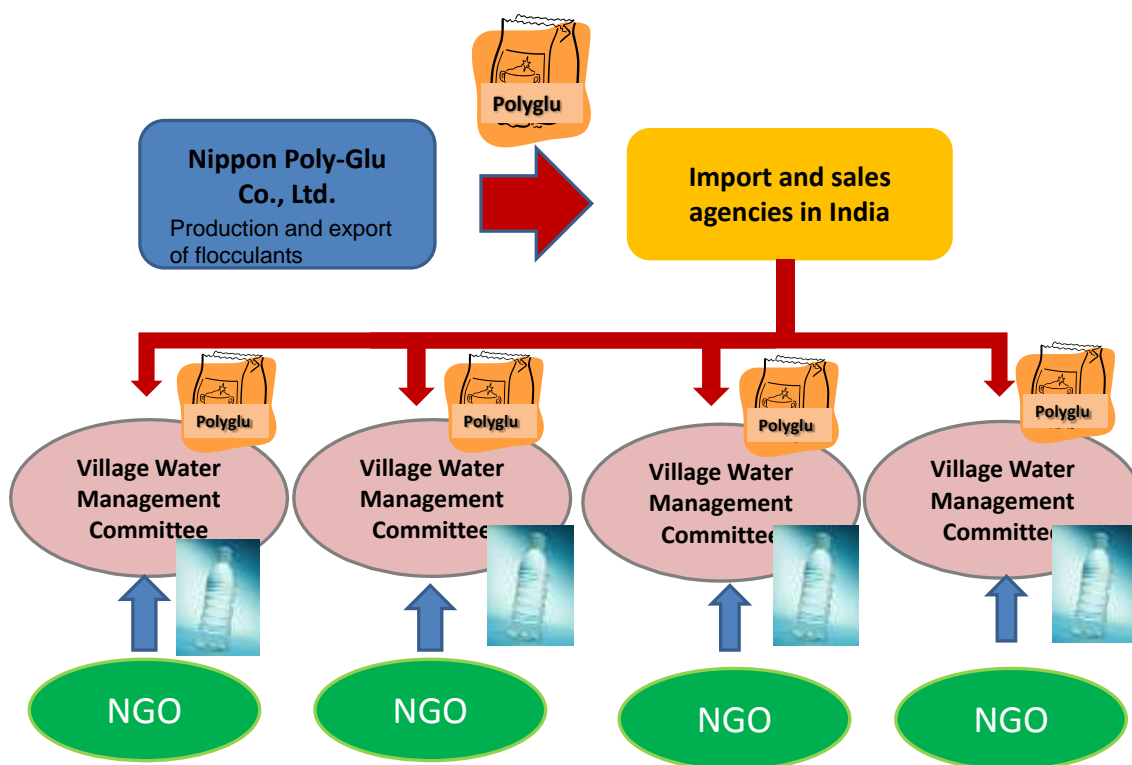 Polyglu
Nippon Poly-Glu
Co., Ltd.
Production and export
of flocculants
Import and sales
agencies in India
Polyglu
Polyglu
Polyglu
Polyglu
Village Water
Management
Committee
Village Water
Management
Committee
Village Water
Management
Committee
Village Water
Management
Committee
NGO
NGO
NGO
NGO